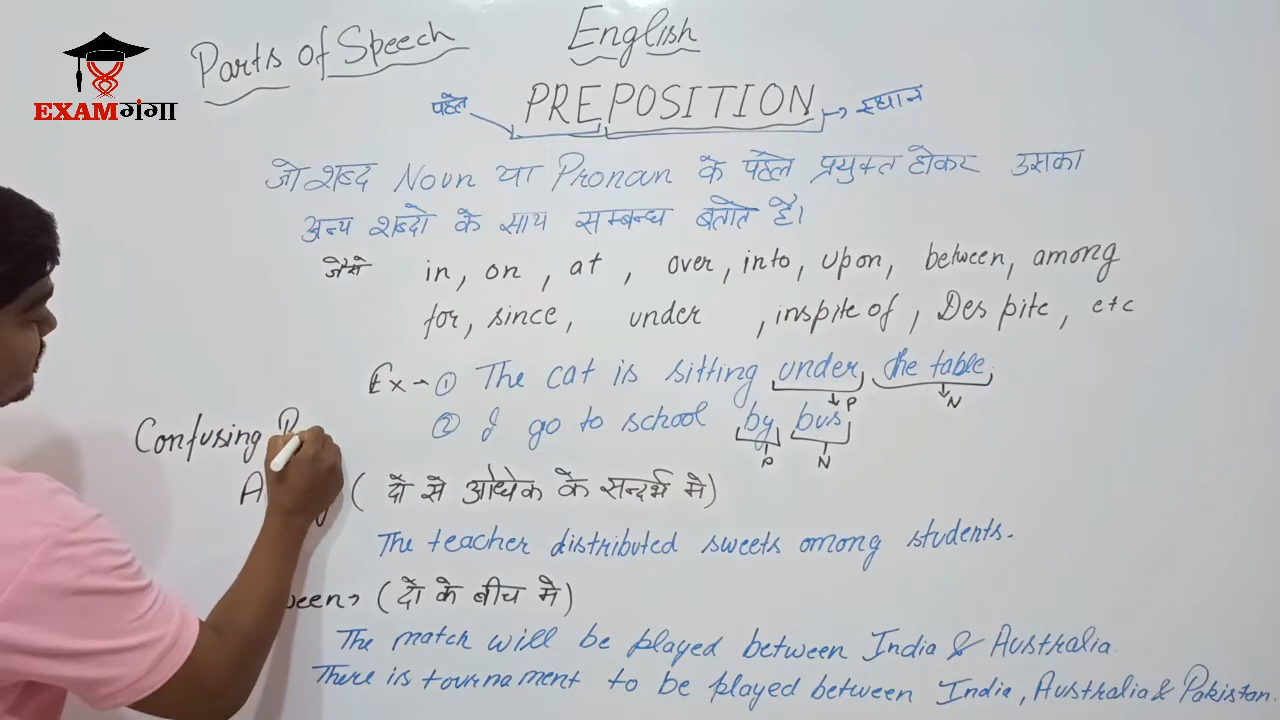 EXAMगंगा
Parts of Speech
English
पहले
PREPOSITION
स्थान
जो शब्द Noun या Pronoun के पहले प्रयुक्त होकर उसका
अन्य शब्दो के साथ सम्बन्ध बताते है।
जैसे in, on, at, over, into, upon, between, among
for, since, under, inspite of, Despite, etc
Ex- ① The cat is sitting under the table.
P N
② I go to school by bus
P N
Confusing P
A g ( दो से अधिक के सन्दर्भ मे)
The teacher distributed sweets among students.
ween→ (दो के बीच मे)
The match will be played between India & Australia.
There is tournament to be played between India, Australia & Pakistan.